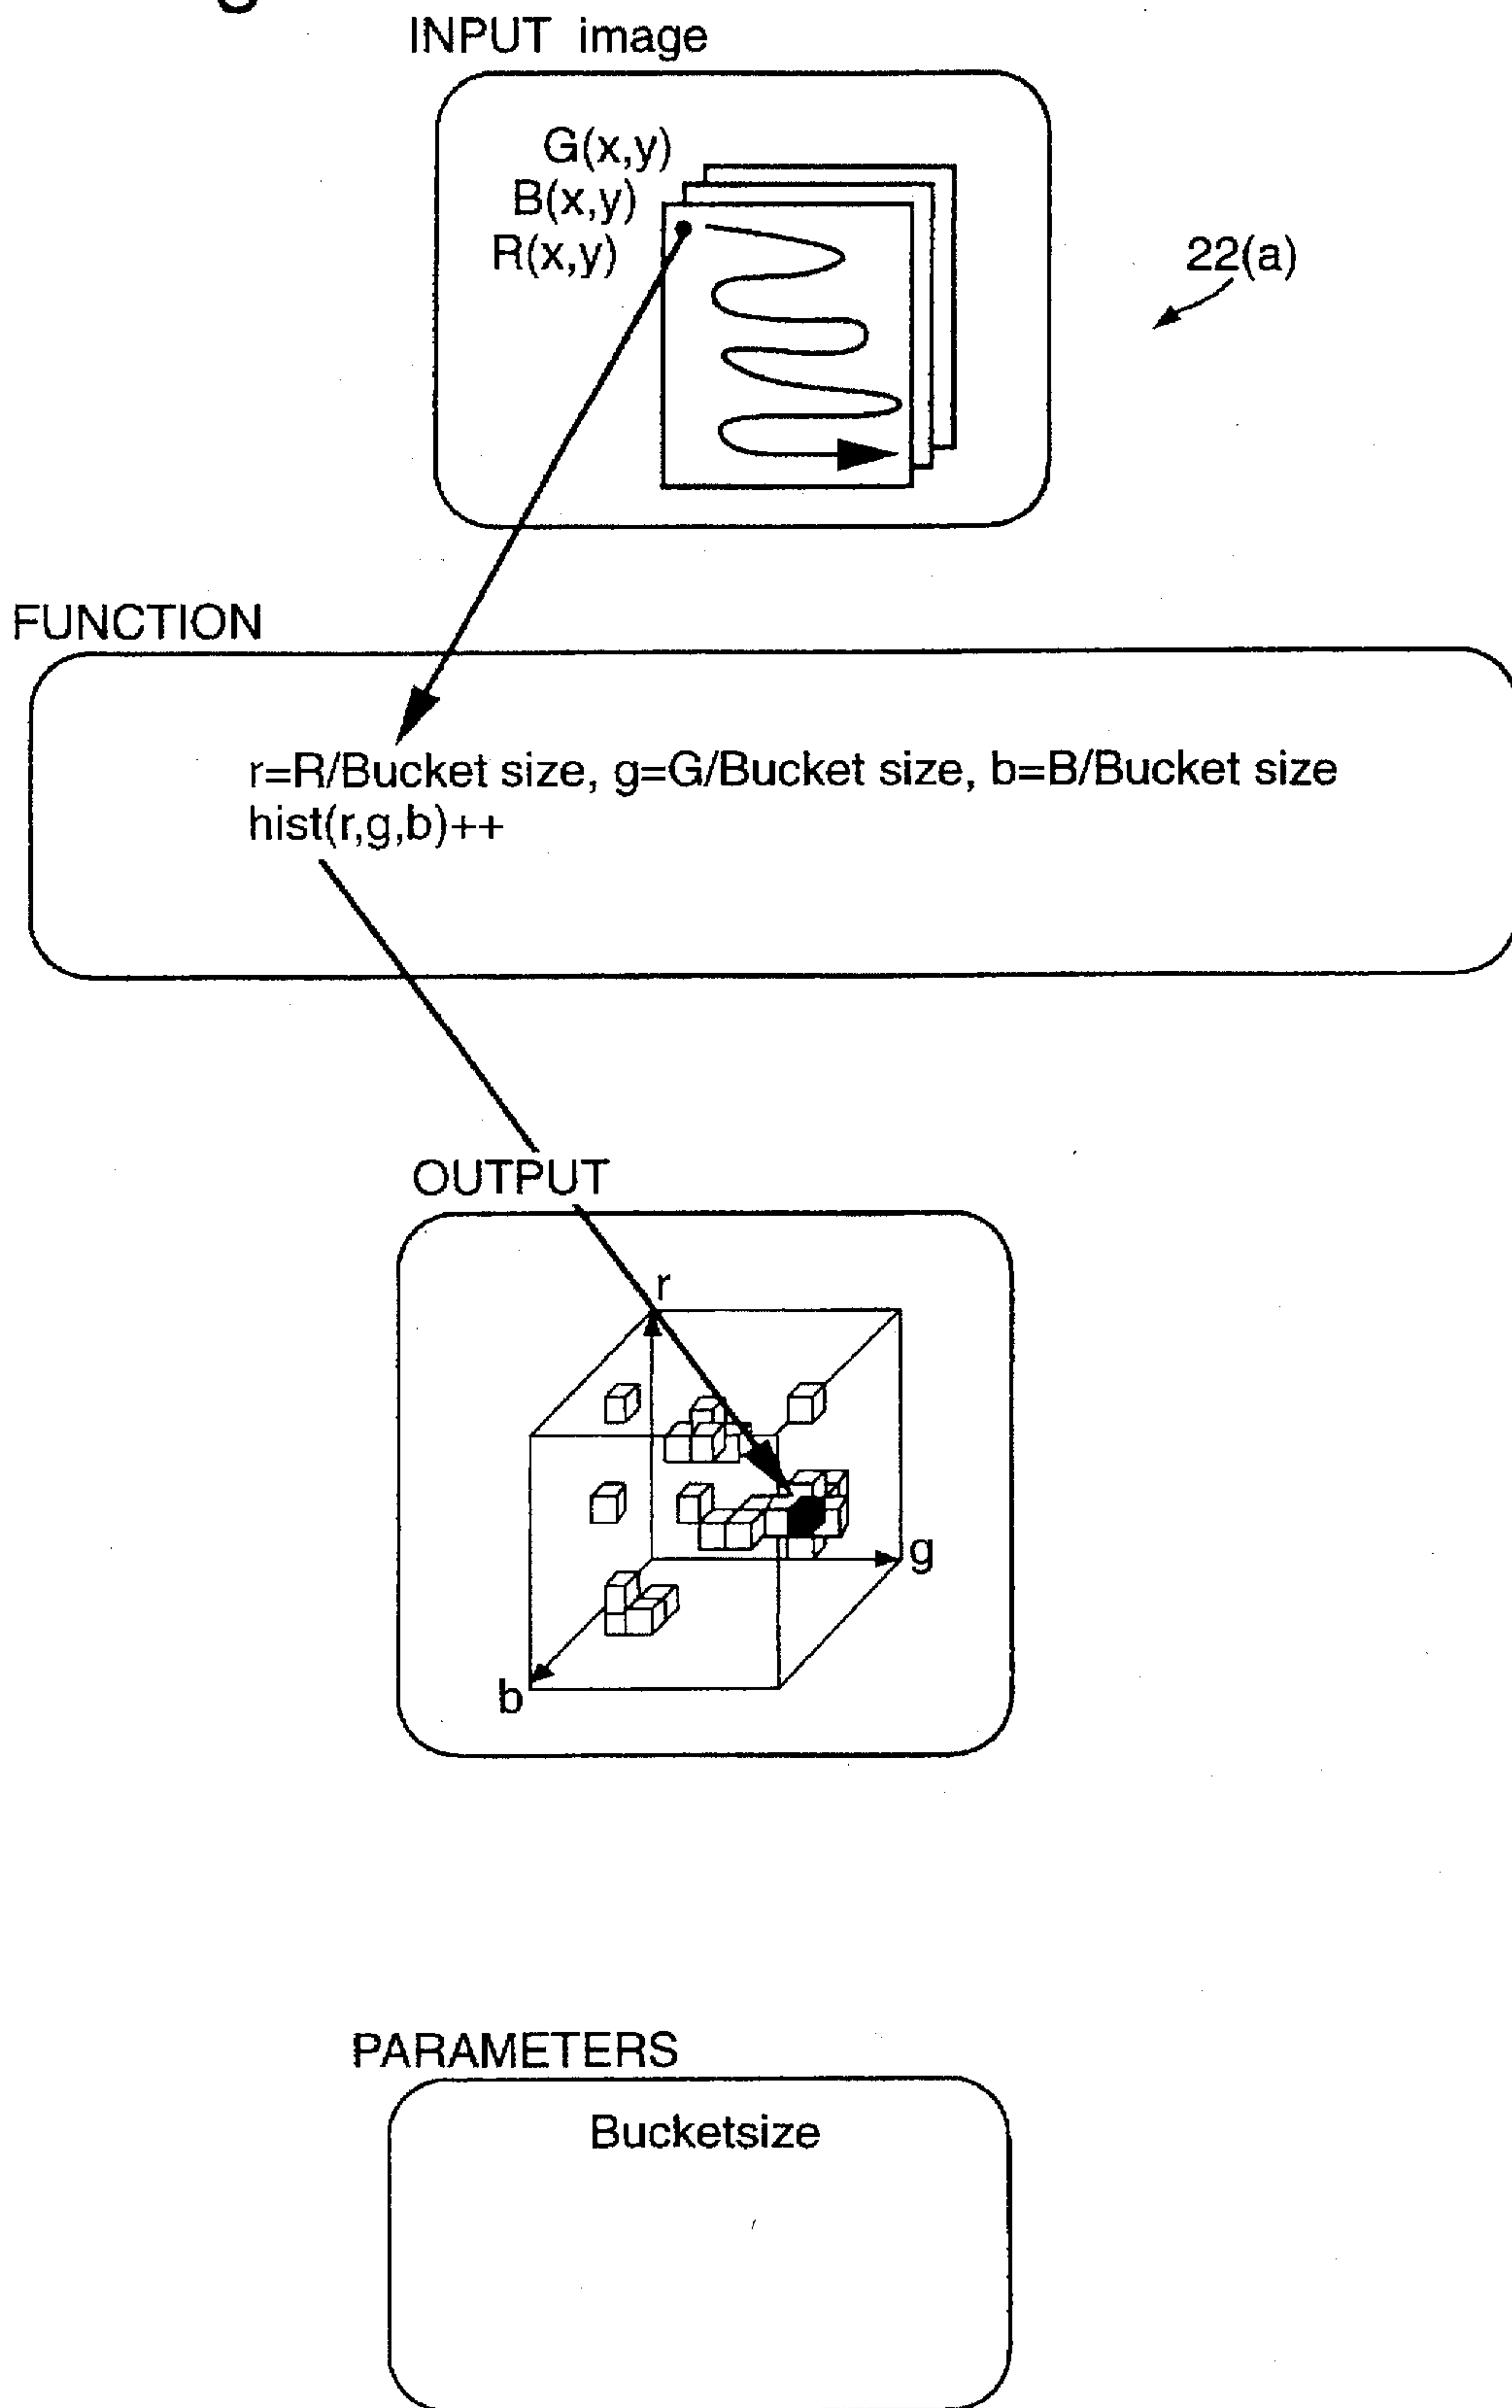 INPUT image
G(x,y)
B(x,y)
R(x,y)
22(a)
FUNCTION
r=R/Bucket size, g=G/Bucket size, b=B/Bucket size
hist(r,g,b)++
OUTPUT
r
g
b
PARAMETERS
Bucketsize